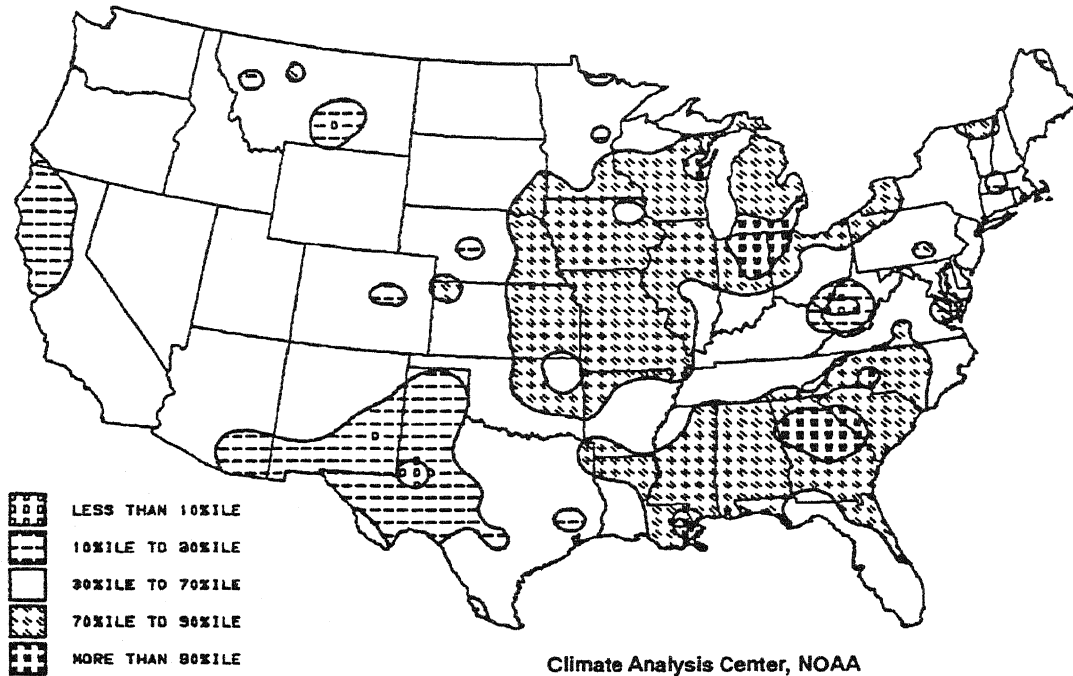 LESS THAN 10%ILE
10%ILE TO 30%ILE
30%ILE TO 70%ILE
70%ILE TO 90%ILE
MORE THAN 90%ILE
Climate Analysis Center, NOAA